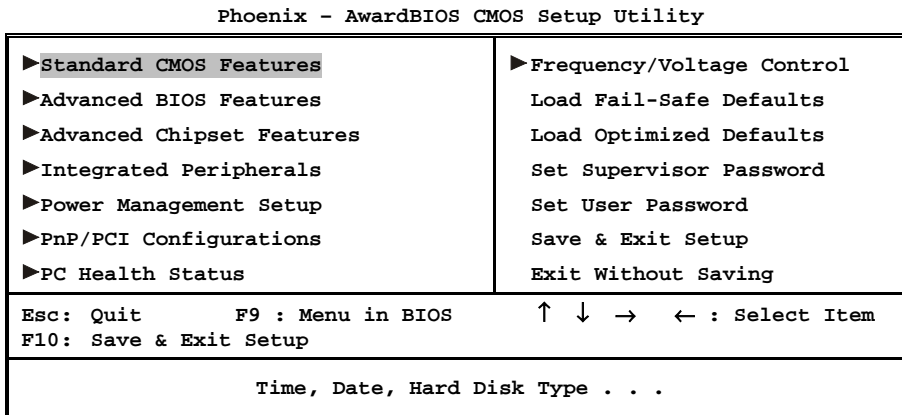 Phoenix – AwardBIOS CMOS Setup Utility
▶Standard CMOS Features
▶Advanced BIOS Features
▶Advanced Chipset Features
▶Integrated Peripherals
▶Power Management Setup
▶PnP/PCI Configurations
▶PC Health Status
▶Frequency/Voltage Control
Load Fail-Safe Defaults
Load Optimized Defaults
Set Supervisor Password
Set User Password
Save & Exit Setup
Exit Without Saving
Esc: Quit F9 : Menu in BIOS ↑ ↓ → ← : Select Item
F10: Save & Exit Setup
Time, Date, Hard Disk Type . . .